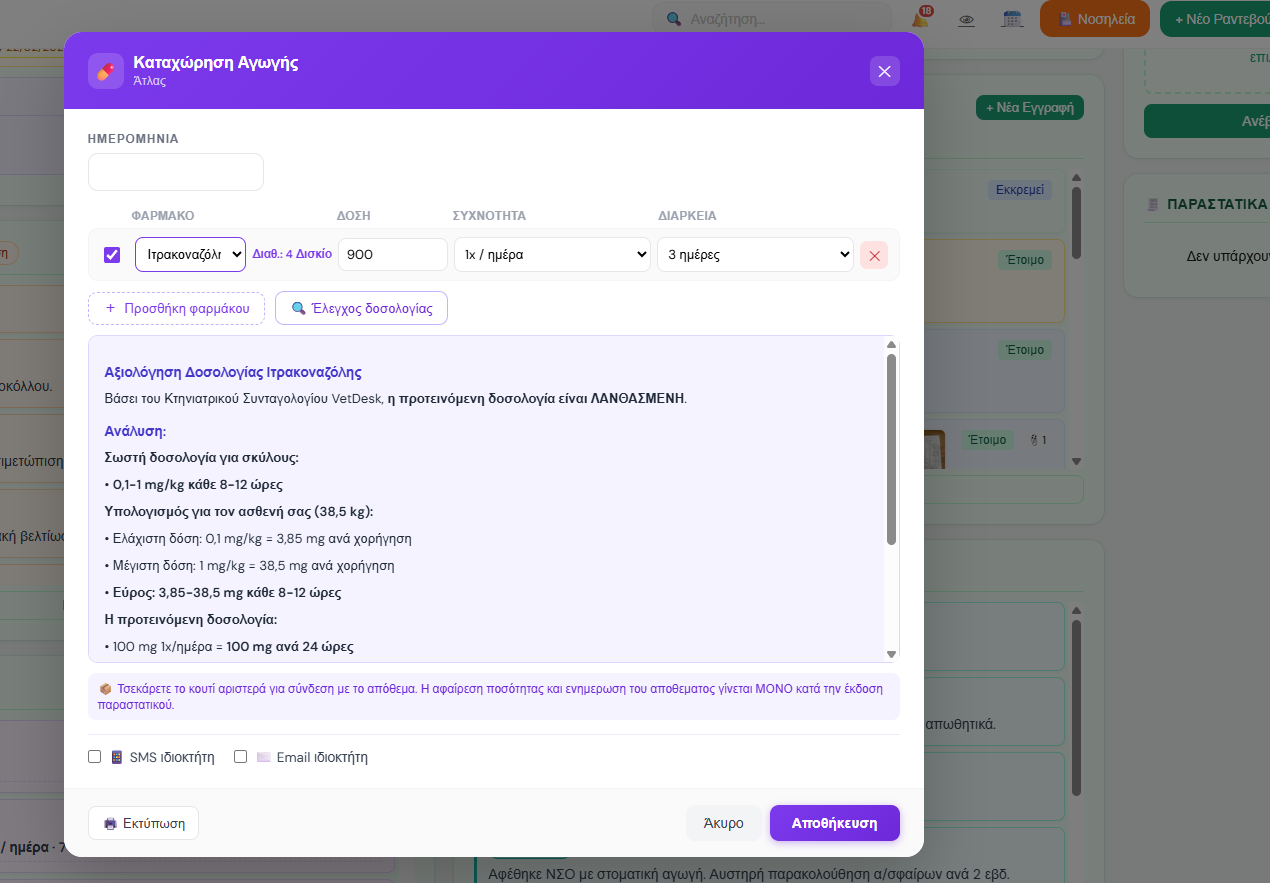 Αναζήτηση...
18
Νοσηλεία
+ Νέο Ραντεβού
Καταχώρηση Αγωγής
Άτλας
+ Νέα Εγγραφή
ΗΜΕΡΟΜΗΝΙΑ
Εκκρεμεί
ΠΑΡΑΣΤΑΤΙΚΑ
ΦΑΡΜΑΚΟ ΔΟΣΗ ΣΥΧΝΟΤΗΤΑ ΔΙΑΡΚΕΙΑ
Διαθ.: 4 Δισκίο 900 1x / ημέρα 3 ημέρες
Δεν υπάρχουν
Έτοιμο
+ Προσθήκη φαρμάκου Έλεγχος δοσολογίας
Έτοιμο
Αξιολόγηση Δοσολογίας Ιτρακοναζόλης
Βάσει του Κτηνιατρικού Συνταγολογίου VetDesk, η προτεινόμενη δοσολογία είναι ΛΑΝΘΑΣΜΕΝΗ.
Ανάλυση:
Έτοιμο 1
Σωστή δοσολογία για σκύλους:
• 0,1-1 mg/kg κάθε 8-12 ώρες
Υπολογισμός για τον ασθενή σας (38,5 kg):
• Ελάχιστη δόση: 0,1 mg/kg = 3,85 mg ανά χορήγηση
• Μέγιστη δόση: 1 mg/kg = 38,5 mg ανά χορήγηση
• Εύρος: 3,85-38,5 mg κάθε 8-12 ώρες
Η προτεινόμενη δοσολογία:
• 100 mg 1x/ημέρα = 100 mg ανά 24 ώρες
Τσεκάρετε το κουτί αριστερά για σύνδεση με το απόθεμα. Η αφαίρεση ποσότητας και ενημερωση του αποθεματος γίνεται ΜΟΝΟ κατά την έκδοση
παραστατικού.
απωθητικά.
SMS ιδιοκτήτη Email ιδιοκτήτη
Εκτύπωση Άκυρο Αποθήκευση
/ ημέρα · 7
Αφέθηκε ΝΣΟ με στοματική αγωγή. Αυστηρή παρακολούθηση α/σφαίρων ανά 2 εβδ.